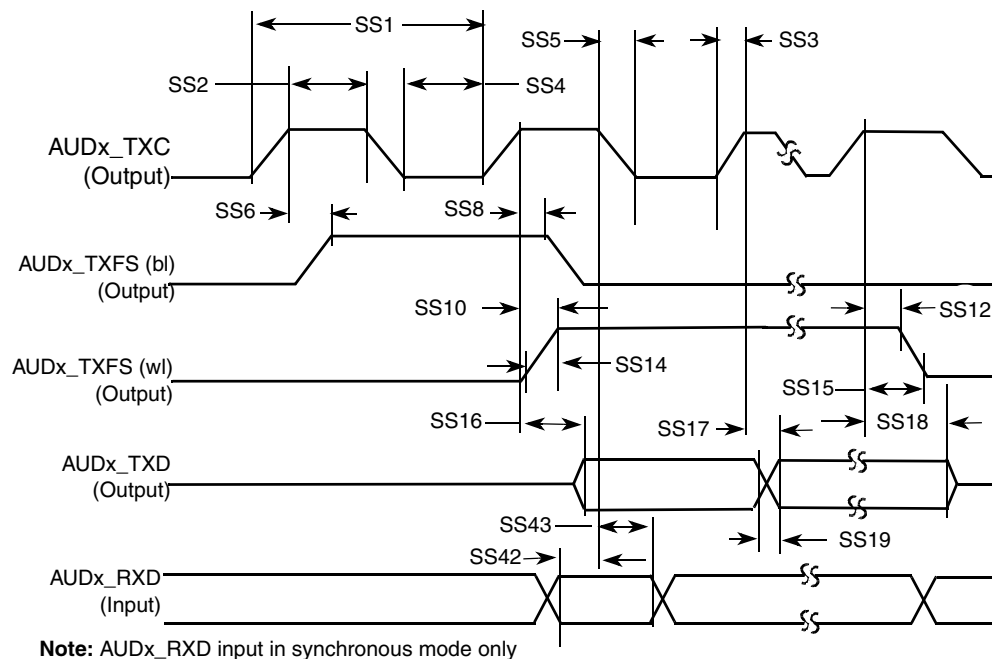 SS1
SS5
SS3
SS2
SS4
AUDx_TXC
(Output)
SS6
SS8
AUDx_TXFS (bl)
(Output)
SS10
SS12
AUDx_TXFS (wl)
(Output)
SS14
SS15
SS16
SS17
SS18
AUDx_TXD
(Output)
SS43
SS19
SS42
AUDx_RXD
(Input)
Note: AUDx_RXD input in synchronous mode only